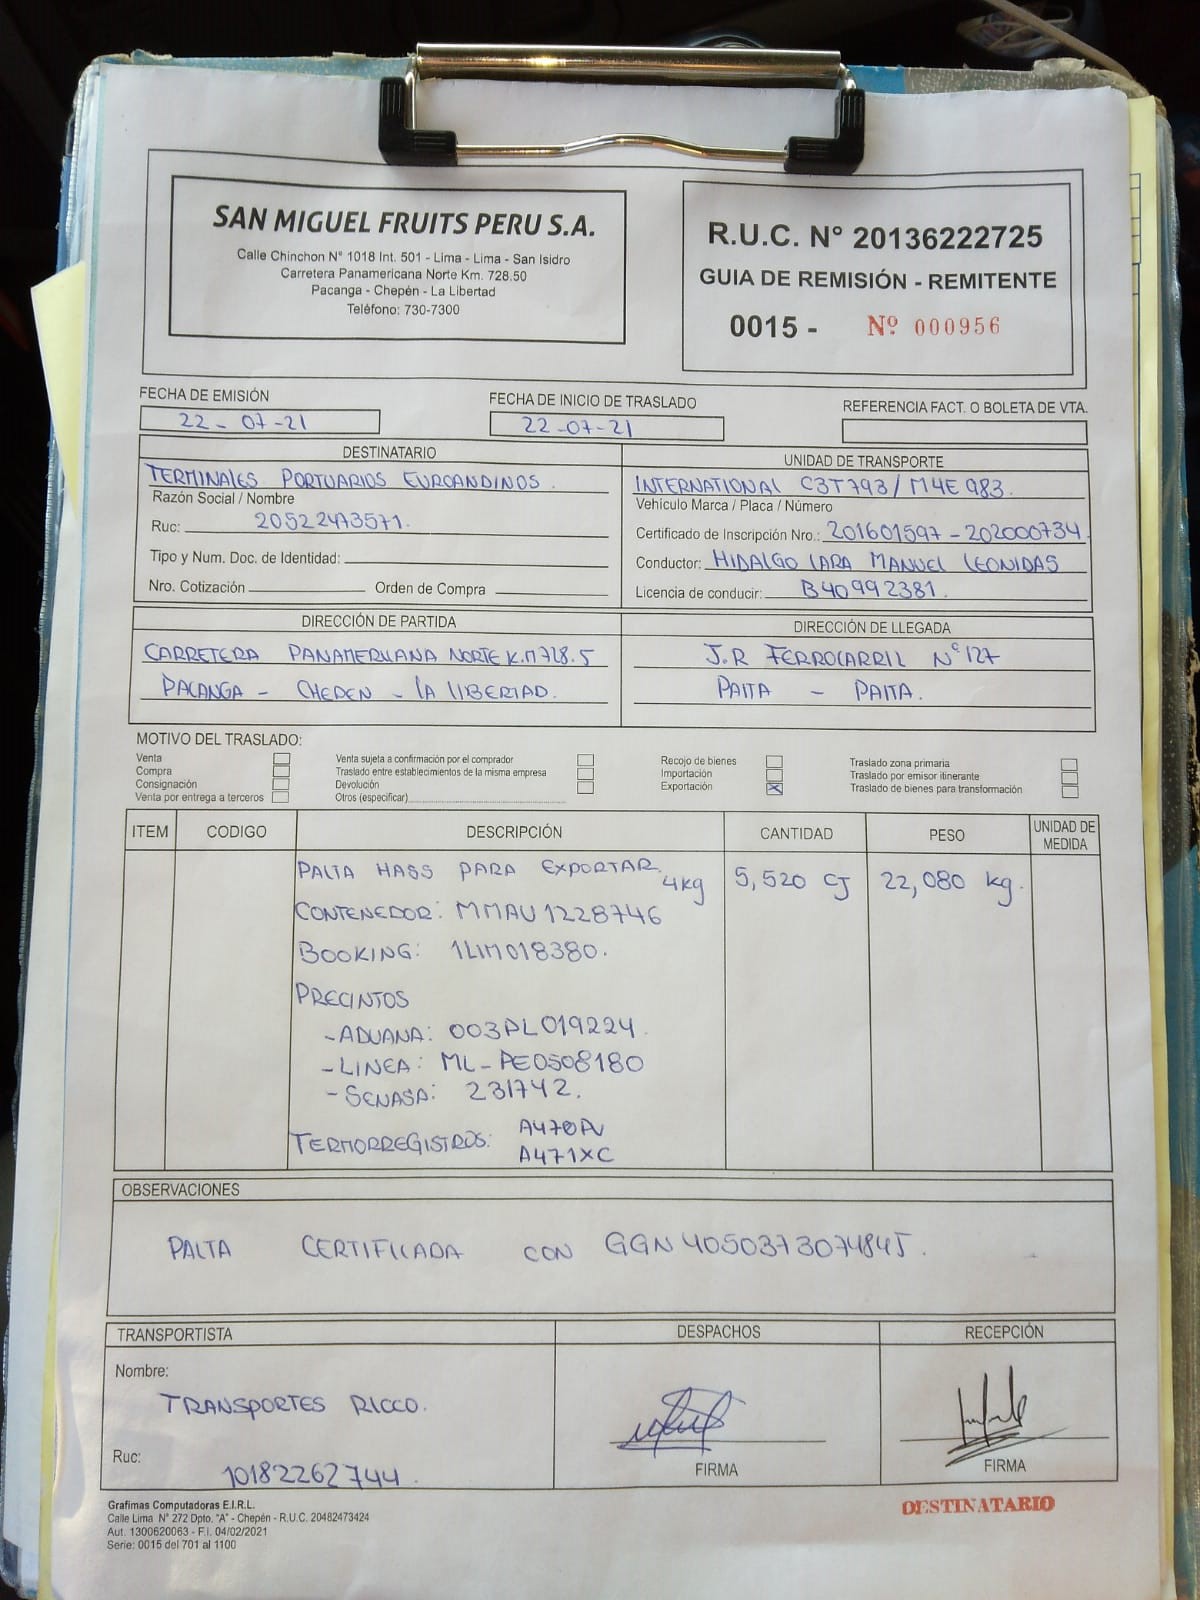 SAN MIGUEL FRUITS PERU S.A.
Calle Chinchon N° 1018 Int. 501 - Lima - Lima - San Isidro
Carretera Panamericana Norte Km. 728.50
Pacanga - Chepén - La Libertad
Teléfono: 730-7300
R.U.C. N° 20136222725
GUIA DE REMISIÓN - REMITENTE
0015 - Nº 000956
FECHA DE EMISIÓN
22-07-21
FECHA DE INICIO DE TRASLADO
22-07-21
REFERENCIA FACT. O BOLETA DE VTA.
DESTINATARIO
TERMINALES PORTUARIOS EUROANDINOS.
Razón Social / Nombre
Ruc: 20522473571.
Tipo y Num. Doc. de Identidad:
Nro. Cotización Orden de Compra
UNIDAD DE TRANSPORTE
INTERNATIONAL C3T793/M4E983.
Vehículo Marca / Placa / Número
Certificado de Inscripción Nro.: 201601597-202000734
Conductor: HIDALGO LARA MANUEL LEONIDAS
Licencia de conducir: B40992381.
DIRECCIÓN DE PARTIDA
CARRETERA PANAMERICANA NORTE K.M 728.5
PACANGA - CHEPEN - LA LIBERTAD.
DIRECCIÓN DE LLEGADA
J.R FERROCARRIL N° 127
PAITA - PAITA.
MOTIVO DEL TRASLADO:
Venta
Compra
Consignación
Venta por entrega a terceros
Venta sujeta a confirmación por el comprador
Traslado entre establecimientos de la misma empresa
Devolución
Otros (especificar)
Recojo de bienes
Importación
Exportación X
Traslado zona primaria
Traslado por emisor itinerante
Traslado de bienes para transformación
ITEM CODIGO DESCRIPCIÓN CANTIDAD PESO UNIDAD DE MEDIDA
PALTA HASS PARA EXPORTAR 4kg 5,520 CJ 22,080 kg.
CONTENEDOR: MMAU1228746
BOOKING: 1LIM018380.
PRECINTOS
-ADUANA: 003PL019224.
-LINEA: ML-PE0508180
-SENASA: 231742.
TERMORREGISTROS:
A471XC
OBSERVACIONES
PALTA CERTIFICADA CON GGN 4050373074845.
TRANSPORTISTA
Nombre:
TRANSPORTES RICCO.
Ruc: 10182262744.
DESPACHOS
FIRMA
RECEPCIÓN
FIRMA
Grafimas Computadoras E.I.R.L.
Calle Lima N° 272 Dpto. "A" - Chepén - R.U.C. 20482473424
Aut. 1300620063 - F.I. 04/02/2021
Serie: 0015 del 701 al 1100
DESTINATARIO